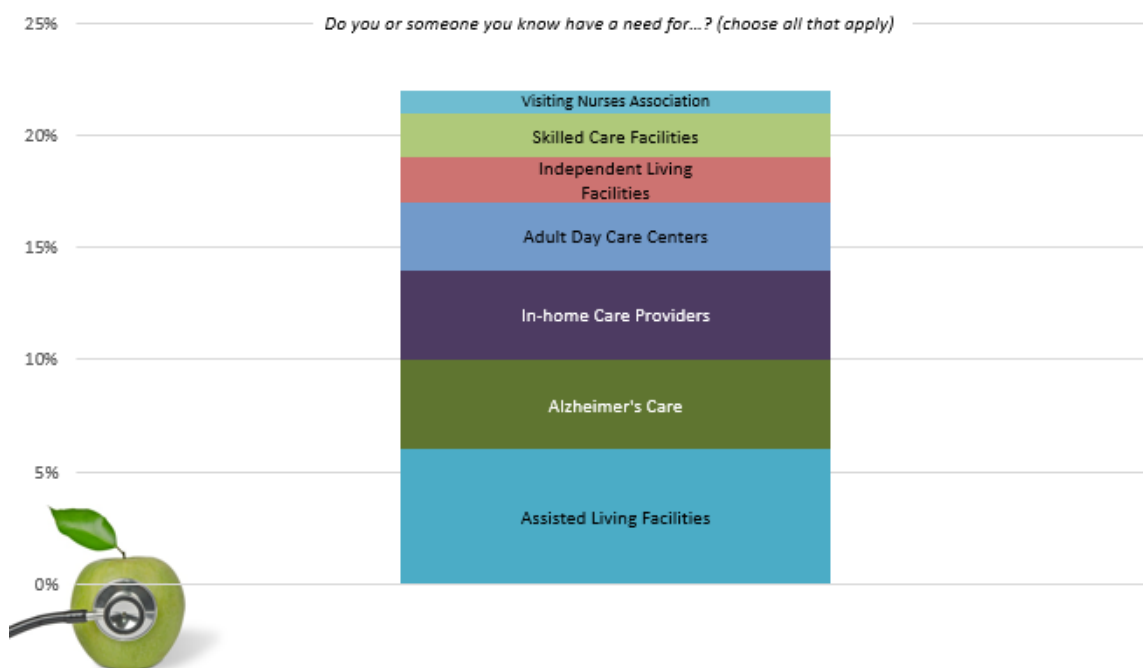 Do you or someone you know have a need for...? (choose all that apply)
25%
Visiting Nurses Association
20%
Skilled Care Facilities
Independent Living
Facilities
15%
Adult Day Care Centers
In-home Care Providers
10%
Alzheimer's Care
5%
Assisted Living Facilities
0%